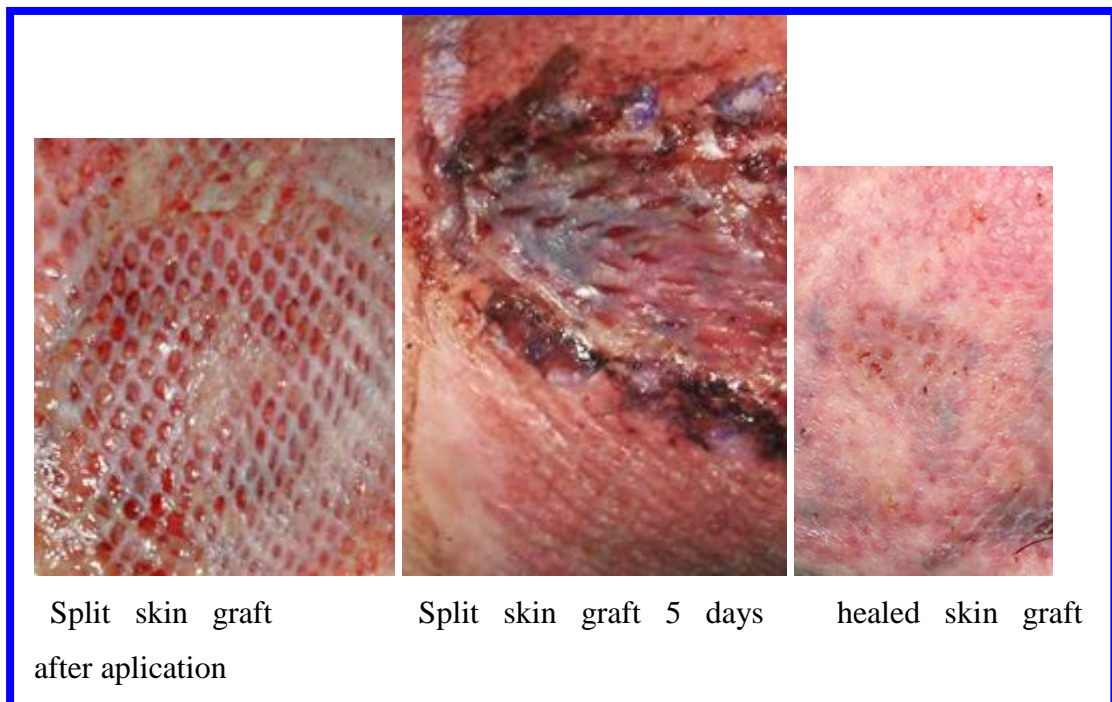 Split skin graft
after aplication
Split skin graft 5 days
healed skin graft